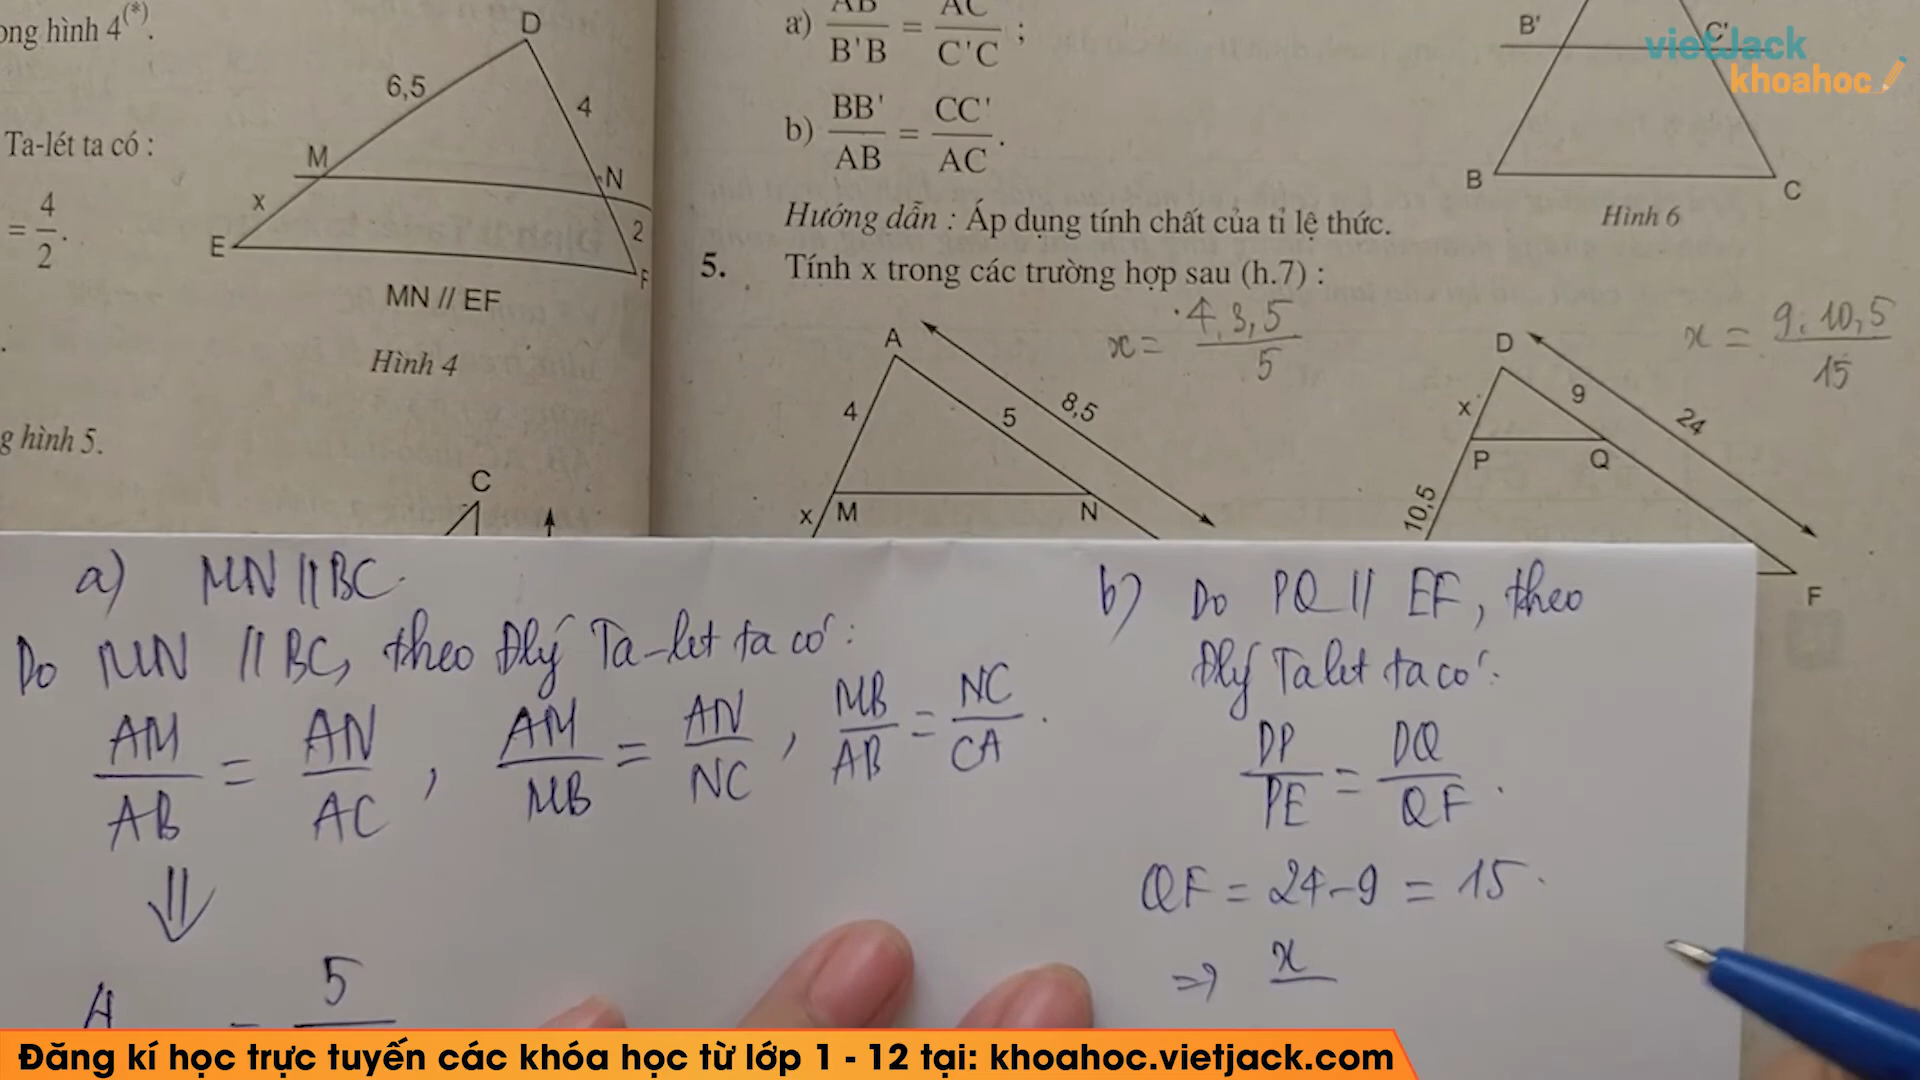 ong hình 4(*).
Ta-lét ta có :
= 4/2.
.
g hình 5.
D
6,5
4
M
N
x
2
E
F
MN // EF
Hình 4
C
a) AB/B'B = AC/C'C ;
b) BB'/AB = CC'/AC .
Hướng dẫn : Áp dụng tính chất của tỉ lệ thức.
5. Tính x trong các trường hợp sau (h.7) :
B'
C'
B
C
Hình 6
x = 4.3,5/5
A
4
5
8,5
x
M
N
x = 9.10,5/15
D
x
9
24
P
Q
10,5
F
a) MN // BC
Do MN // BC, theo Đlý Ta-let ta có :
AM/AB = AN/AC , AM/MB = AN/NC , MB/AB = NC/CA .
⇓
4 = 5
b) Do PQ // EF, theo
Đlý Talet ta có :
DP/PE = DQ/QF .
QF = 24 - 9 = 15 .
=> x
vietJack
khoahoc
Đăng kí học trực tuyến các khóa học từ lớp 1 - 12 tại: khoahoc.vietjack.com